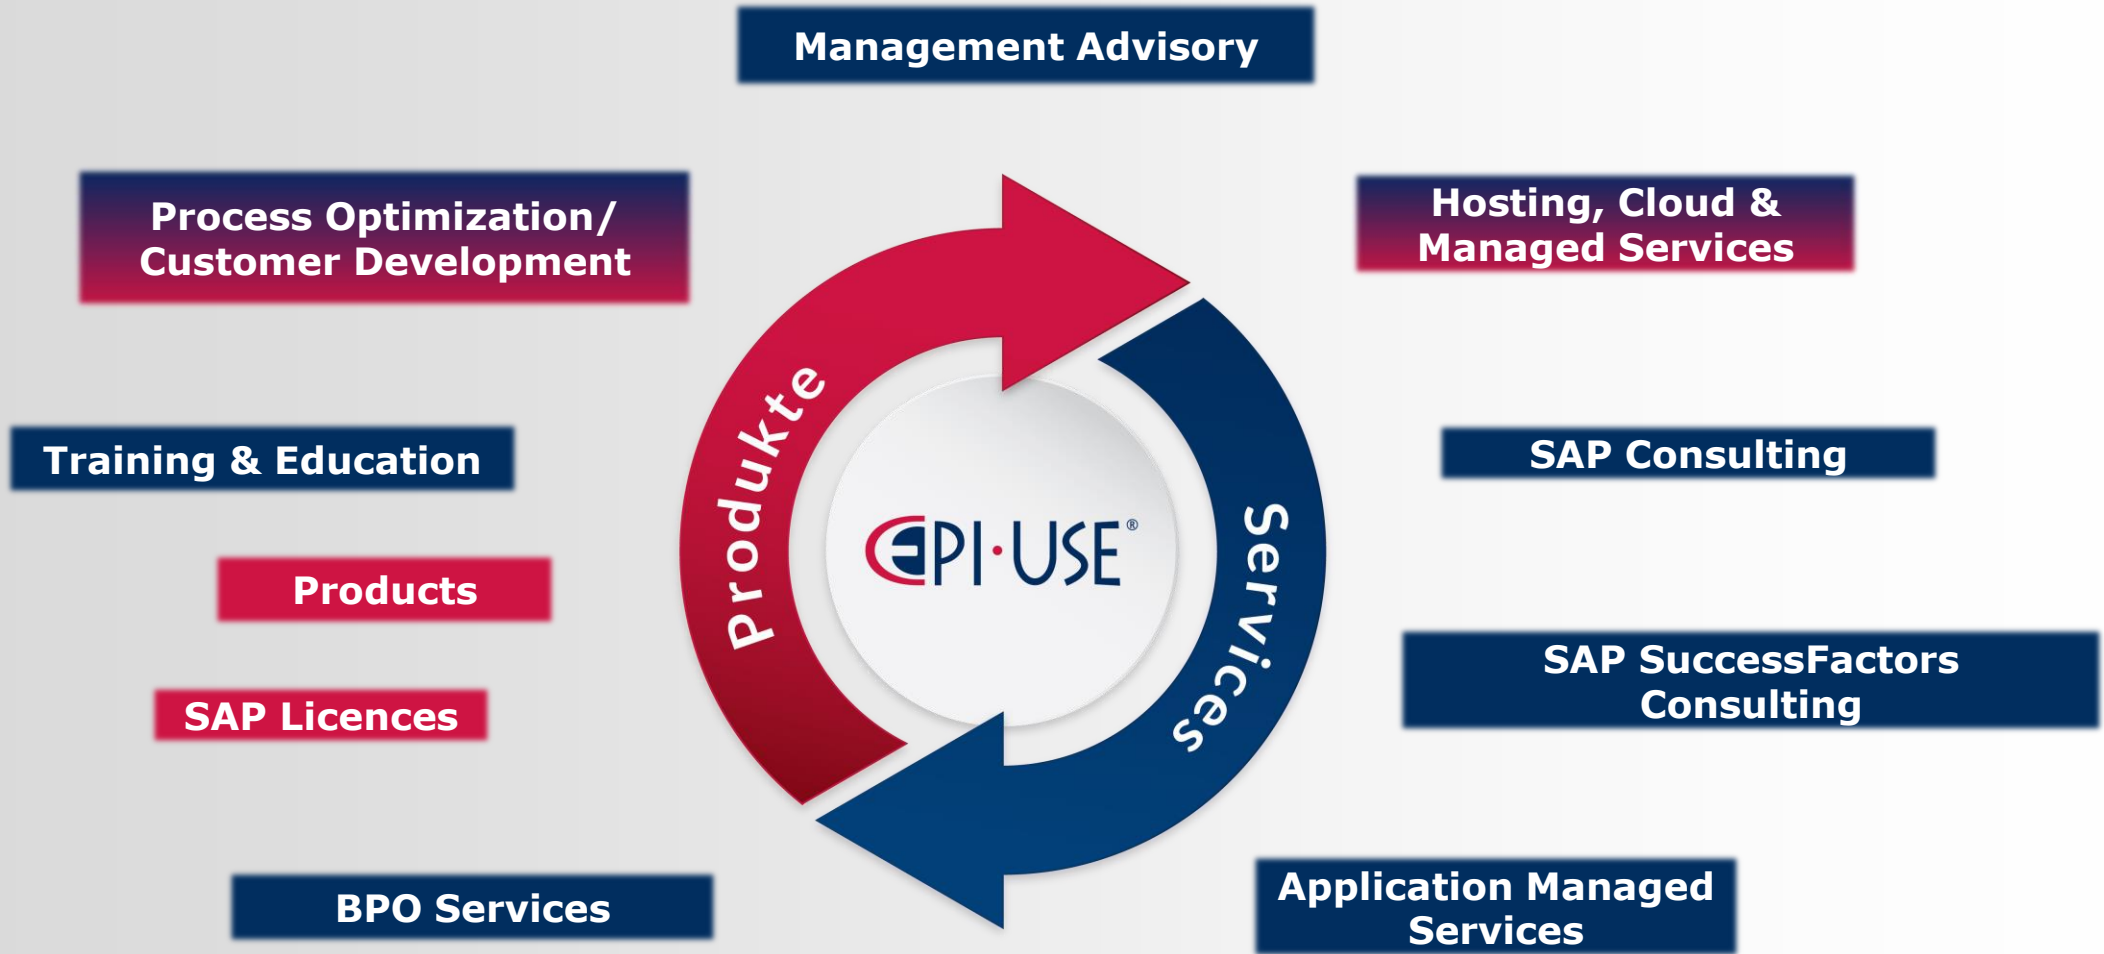 Management Advisory
Process Optimization/
Customer Development
Hosting, Cloud &
Managed Services
Produkte
Training & Education
SAP Consulting
EPI·USE®
Services
Products
SAP SuccessFactors
Consulting
SAP Licences
BPO Services
Application Managed
Services